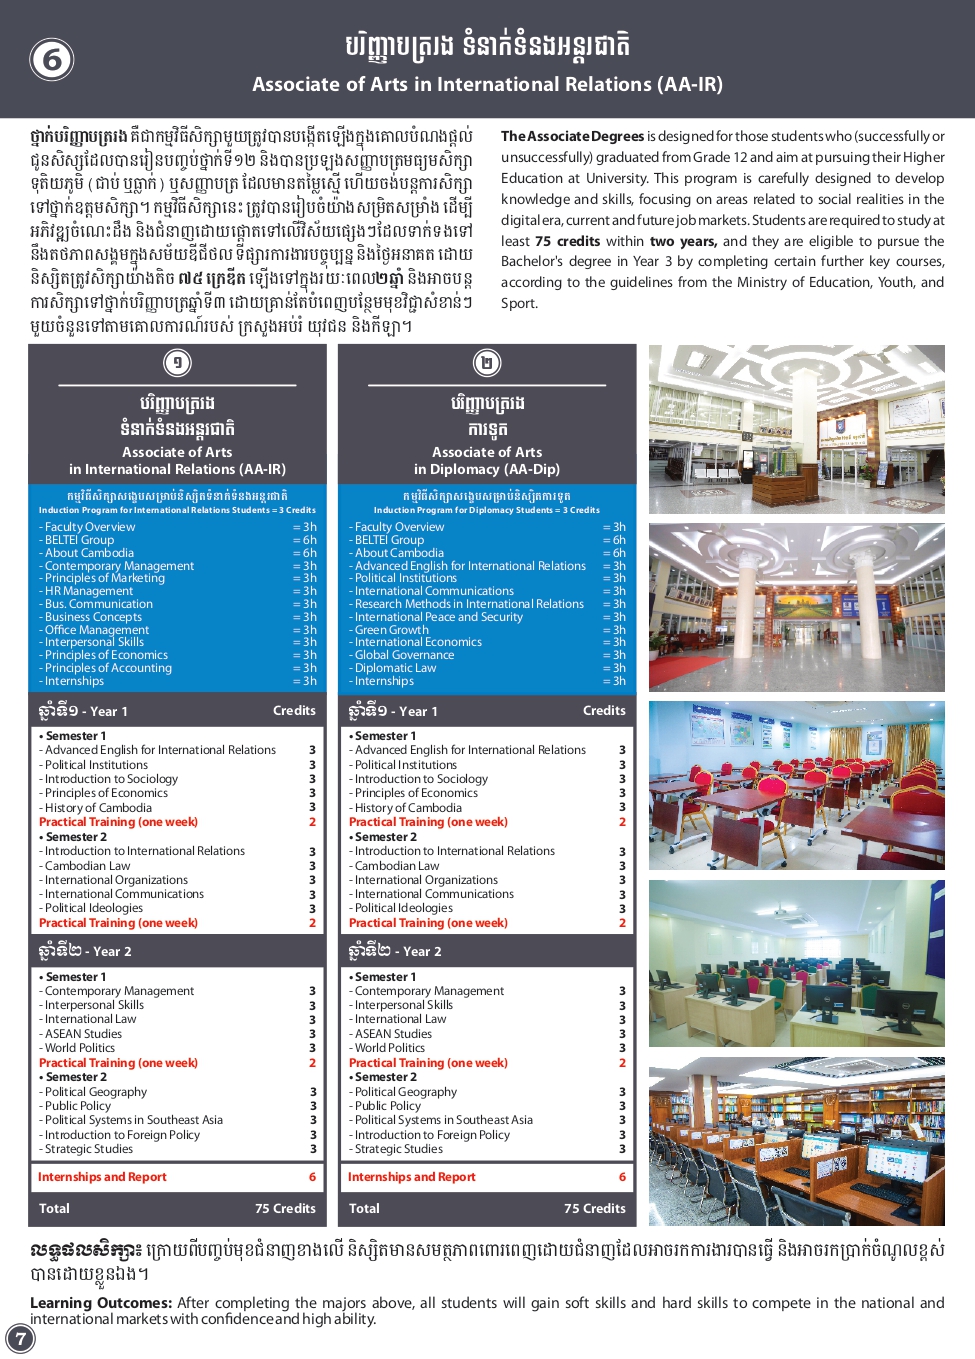 6
បរិញ្ញាបត្ររង ទំនាក់ទំនងអន្តរជាតិ
Associate of Arts in International Relations (AA-IR)
ថ្នាក់បរិញ្ញាបត្ររង គឺជាកម្មវិធីសិក្សាមួយត្រូវបានបង្កើតឡើងក្នុងគោលបំណងផ្តល់
ជូនសិស្សដែលបានរៀនបញ្ចប់ថ្នាក់ទី១២ និងបានប្រឡងសញ្ញាបត្រមធ្យមសិក្សា
ទុតិយភូមិ ( ជាប់ ឬធ្លាក់ ) ឬសញ្ញាបត្រ ដែលមានតម្លៃស្មើ ហើយចង់បន្តការសិក្សា
ទៅថ្នាក់ឧត្តមសិក្សា។ កម្មវិធីសិក្សានេះ ត្រូវបានរៀបចំយ៉ាងសម្រិតសម្រាំង ដើម្បី
អភិវឌ្ឍចំណេះដឹង និងជំនាញដោយផ្តោតទៅលើវិស័យផ្សេងៗដែលទាក់ទងទៅ
នឹងតថភាពសង្គមក្នុងសម័យឌីជីថល ទីផ្សារការងារបច្ចុប្បន្ន និងថ្ងៃអនាគត ដោយ
និស្សិតត្រូវសិក្សាយ៉ាងតិច ៧៥ ក្រេឌីត ឡើងទៅក្នុងរយៈពេល២ឆ្នាំ និងអាចបន្ត
ការសិក្សាទៅថ្នាក់បរិញ្ញាបត្រឆ្នាំទី៣ ដោយគ្រាន់តែបំពេញបន្ថែមមុខវិជ្ជាសំខាន់ៗ
មួយចំនួនទៅតាមគោលការណ៍របស់ ក្រសួងអប់រំ យុវជន និងកីឡា។
The Associate Degrees is designed for those students who (successfully or
unsuccessfully) graduated from Grade 12 and aim at pursuing their Higher
Education at University. This program is carefully designed to develop
knowledge and skills, focusing on areas related to social realities in the
digital era, current and future job markets. Students are required to study at
least 75 credits within two years, and they are eligible to pursue the
Bachelor's degree in Year 3 by completing certain further key courses,
according to the guidelines from the Ministry of Education, Youth, and
Sport.
១
បរិញ្ញាបត្ររង
ទំនាក់ទំនងអន្តរជាតិ
Associate of Arts
in International Relations (AA-IR)
កម្មវិធីសិក្សាសង្ខេបសម្រាប់និស្សិតទំនាក់ទំនងអន្តរជាតិ
Induction Program for International Relations Students = 3 Credits
- Faculty Overview = 3h
- BELTEI Group = 6h
- About Cambodia = 6h
- Contemporary Management = 3h
- Principles of Marketing = 3h
- HR Management = 3h
- Bus. Communication = 3h
- Business Concepts = 3h
- Office Management = 3h
- Interpersonal Skills = 3h
- Principles of Economics = 3h
- Principles of Accounting = 3h
- Internships = 3h
ឆ្នាំទី១ - Year 1 Credits
• Semester 1
- Advanced English for International Relations 3
- Political Institutions 3
- Introduction to Sociology 3
- Principles of Economics 3
- History of Cambodia 3
Practical Training (one week) 2
• Semester 2
- Introduction to International Relations 3
- Cambodian Law 3
- International Organizations 3
- International Communications 3
- Political Ideologies 3
Practical Training (one week) 2
ឆ្នាំទី២ - Year 2
• Semester 1
- Contemporary Management 3
- Interpersonal Skills 3
- International Law 3
- ASEAN Studies 3
- World Politics 3
Practical Training (one week) 2
• Semester 2
- Political Geography 3
- Public Policy 3
- Political Systems in Southeast Asia 3
- Introduction to Foreign Policy 3
- Strategic Studies 3
Internships and Report 6
Total 75 Credits
២
បរិញ្ញាបត្ររង
ការទូត
Associate of Arts
in Diplomacy (AA-Dip)
កម្មវិធីសិក្សាសង្ខេបសម្រាប់និស្សិតការទូត
Induction Program for Diplomacy Students = 3 Credits
- Faculty Overview = 3h
- BELTEI Group = 6h
- About Cambodia = 6h
- Advanced English for International Relations = 3h
- Political Institutions = 3h
- International Communications = 3h
- Research Methods in International Relations = 3h
- International Peace and Security = 3h
- Green Growth = 3h
- International Economics = 3h
- Global Governance = 3h
- Diplomatic Law = 3h
- Internships = 3h
ឆ្នាំទី១ - Year 1 Credits
• Semester 1
- Advanced English for International Relations 3
- Political Institutions 3
- Introduction to Sociology 3
- Principles of Economics 3
- History of Cambodia 3
Practical Training (one week) 2
• Semester 2
- Introduction to International Relations 3
- Cambodian Law 3
- International Organizations 3
- International Communications 3
- Political Ideologies 3
Practical Training (one week) 2
ឆ្នាំទី២ - Year 2
• Semester 1
- Contemporary Management 3
- Interpersonal Skills 3
- International Law 3
- ASEAN Studies 3
- World Politics 3
Practical Training (one week) 2
• Semester 2
- Political Geography 3
- Public Policy 3
- Political Systems in Southeast Asia 3
- Introduction to Foreign Policy 3
- Strategic Studies 3
Internships and Report 6
Total 75 Credits
លទ្ធផលសិក្សា៖ ក្រោយពីបញ្ចប់មុខជំនាញខាងលើ និស្សិតមានសមត្ថភាពពោរពេញដោយជំនាញដែលអាចរកការងារបានធ្វើ និងអាចរកប្រាក់ចំណូលខ្ពស់
បានដោយខ្លួនឯង។
Learning Outcomes: After completing the majors above, all students will gain soft skills and hard skills to compete in the national and
international markets with confidence and high ability.
7